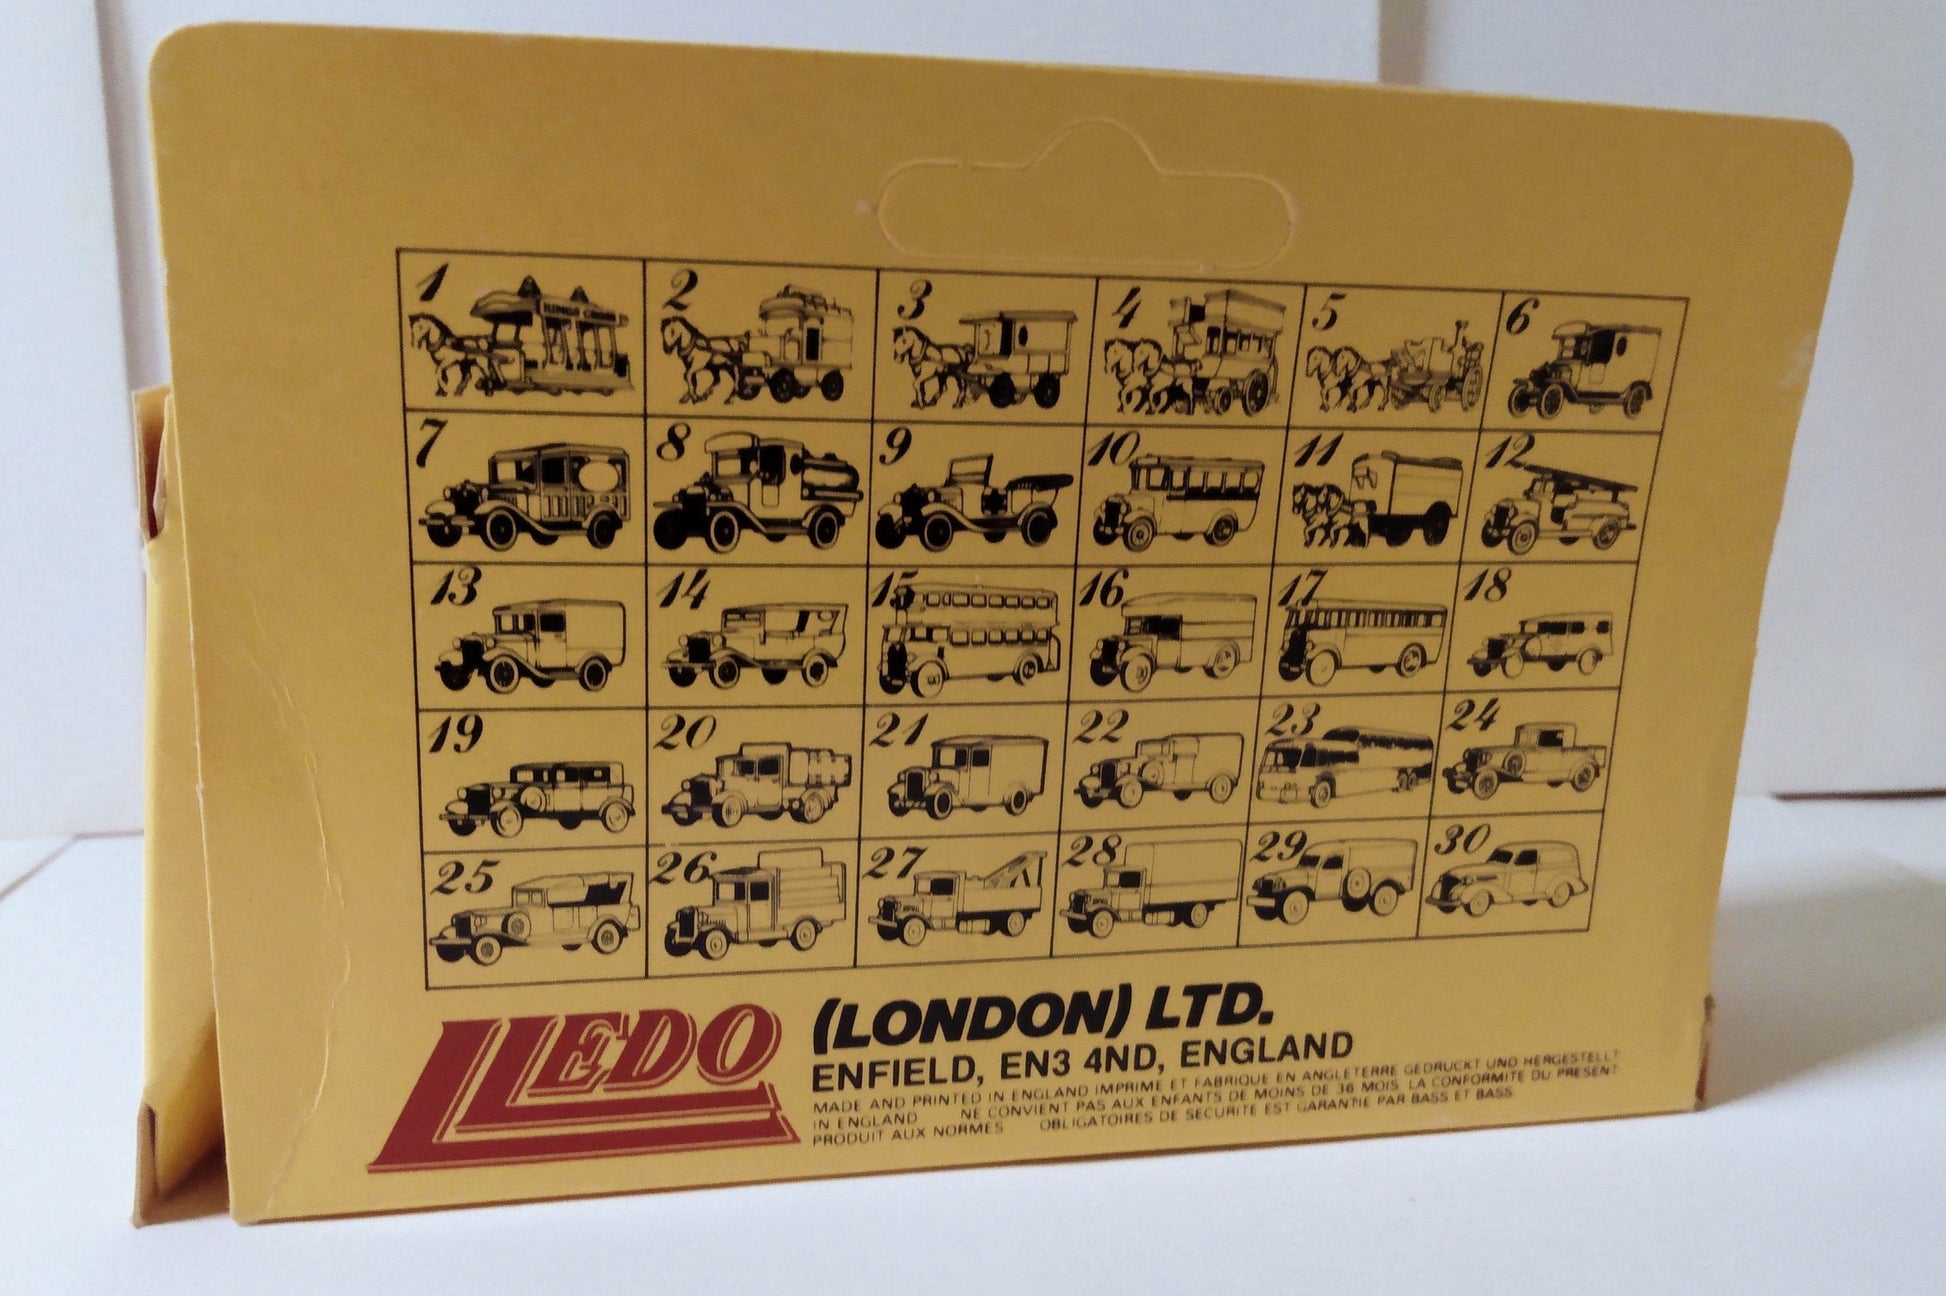 1 2 3 4 5 6
KINGS CROSS
7 8 9 10 11 12
13 14 15 16 17 18
19 20 21 22 23 24
25 26 27 28 29 30
LLEDO
(LONDON) LTD.
ENFIELD, EN3 4ND, ENGLAND
MADE AND PRINTED IN ENGLAND IMPRIME ET FABRIQUE EN ANGLETERRE GEDRUCKT UND HERGESTELLT
IN ENGLAND NE CONVIENT PAS AUX ENFANTS DE MOINS DE 36 MOIS. LA CONFORMITE DU PRESENT
PRODUIT AUX NORMES OBLIGATOIRES DE SECURITE EST GARANTIE PAR BASS ET BASS